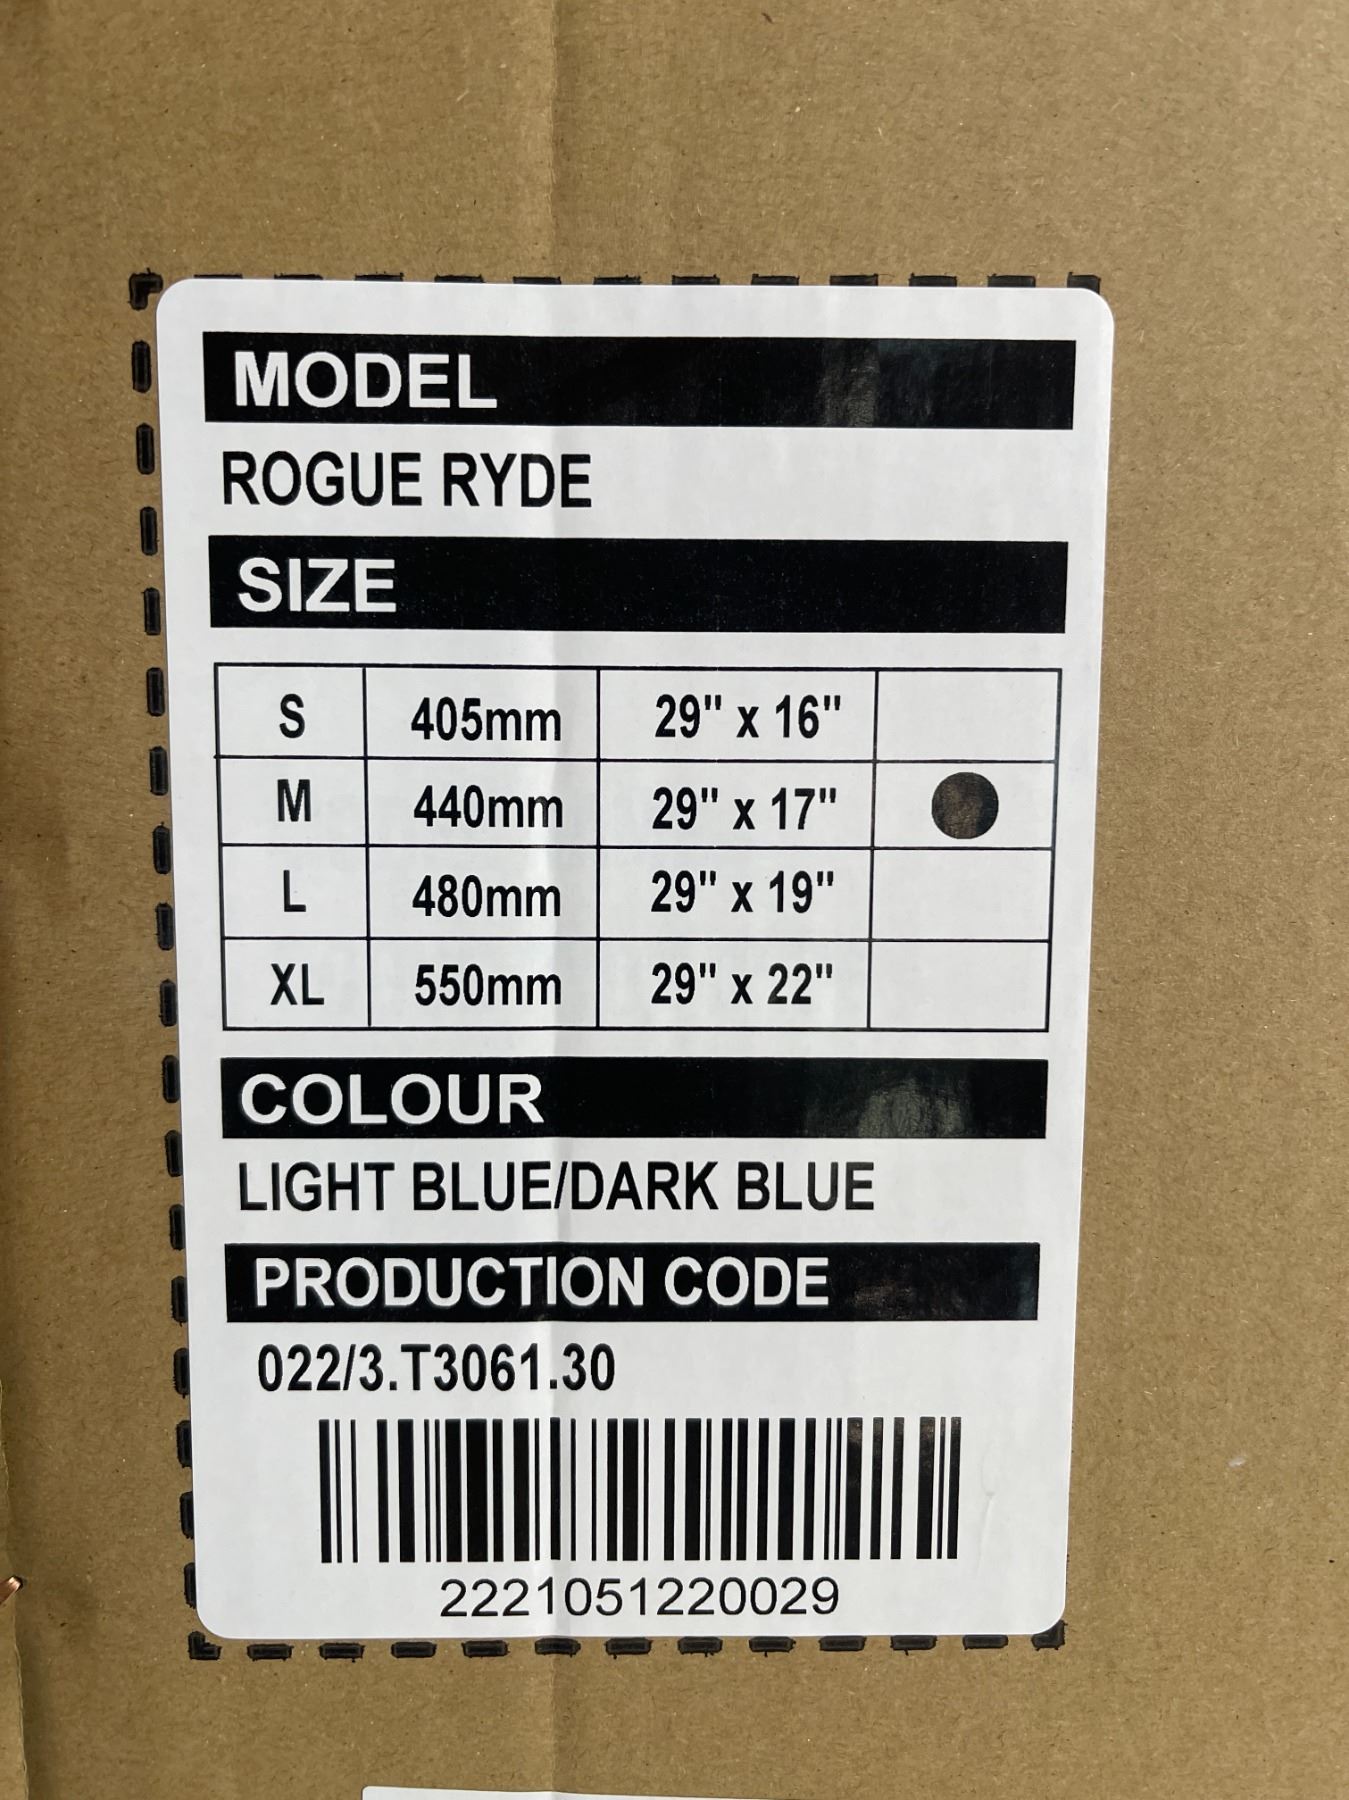 MODEL
ROGUE RYDE
SIZE
S 405mm 29" x 16"
M 440mm 29" x 17"
L 480mm 29" x 19"
XL 550mm 29" x 22"
COLOUR
LIGHT BLUE/DARK BLUE
PRODUCTION CODE
022/3.T3061.30
2221051220029